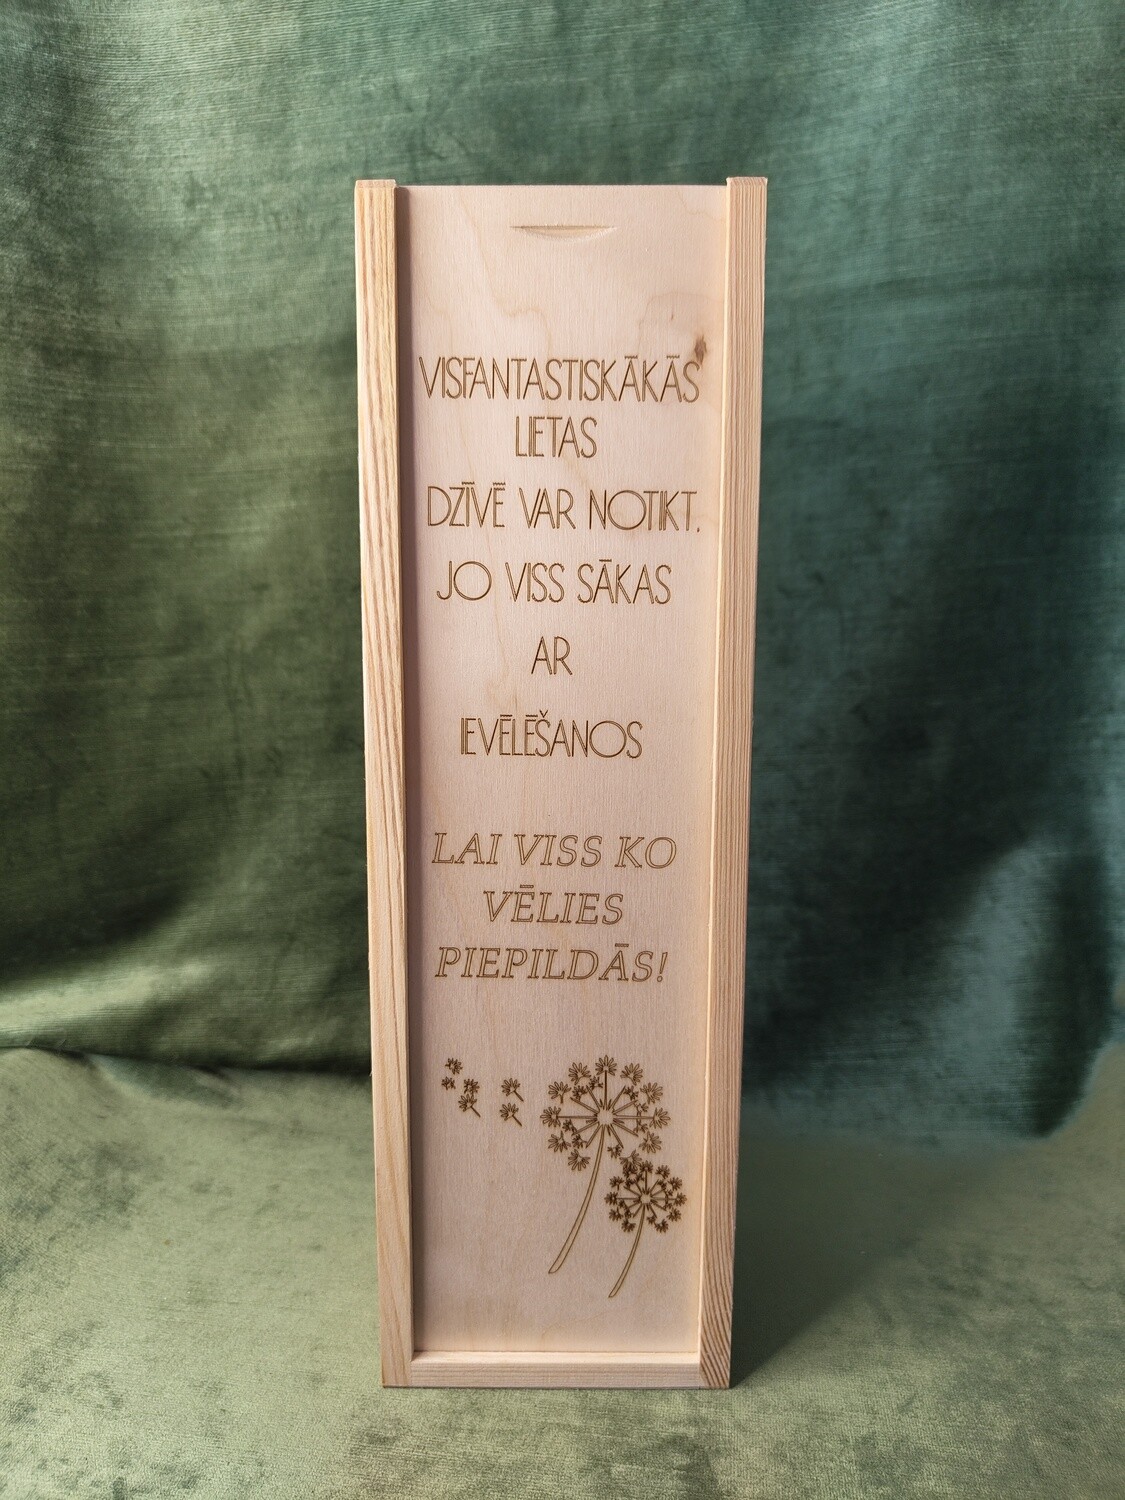 VISFANTASTISKĀKĀS
LIETAS
DZĪVĒ VAR NOTIKT,
JO VISS SĀKAS
AR
IEVĒLĒŠANOS
LAI VISS KO
VĒLIES
PIEPILDĀS!